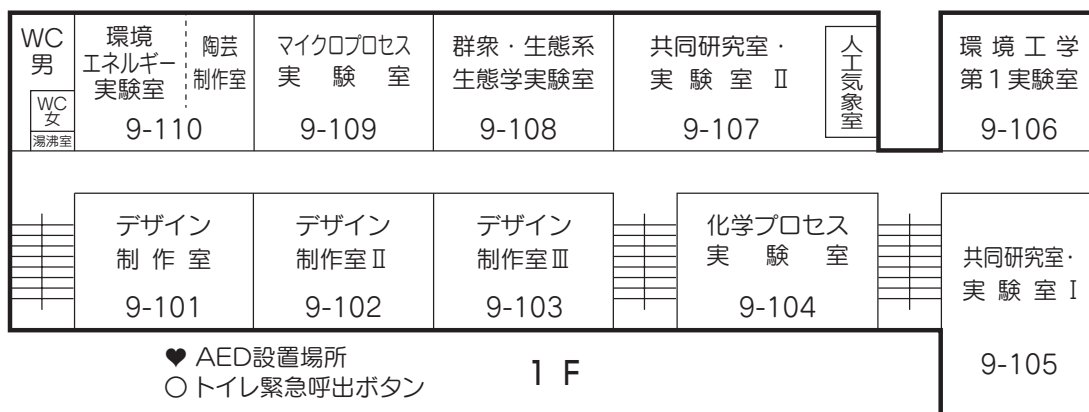 WC
男
WC
女
湯沸室
環境
エネルギー
実験室
陶芸
制作室
9-110
マイクロプロセス
実験室
9-109
群衆・生態系
生態学実験室
9-108
共同研究室・
実験室Ⅱ
9-107
人工気象室
環境工学
第1実験室
9-106
デザイン
制作室
9-101
デザイン
制作室Ⅱ
9-102
デザイン
制作室Ⅲ
9-103
化学プロセス
実験室
9-104
共同研究室・
実験室Ⅰ
9-105
♥ AED設置場所
○ トイレ緊急呼出ボタン
1 F